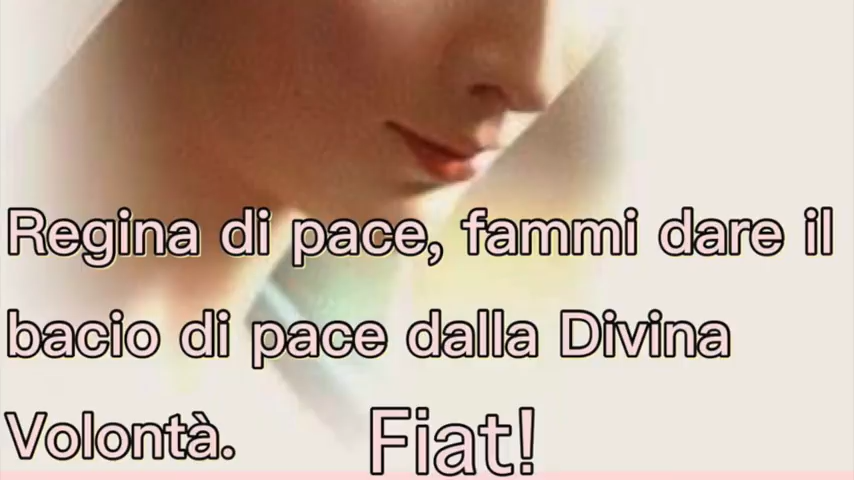 Regina di pace, fammi dare il
bacio di pace dalla Divina
Volontà. Fiat!